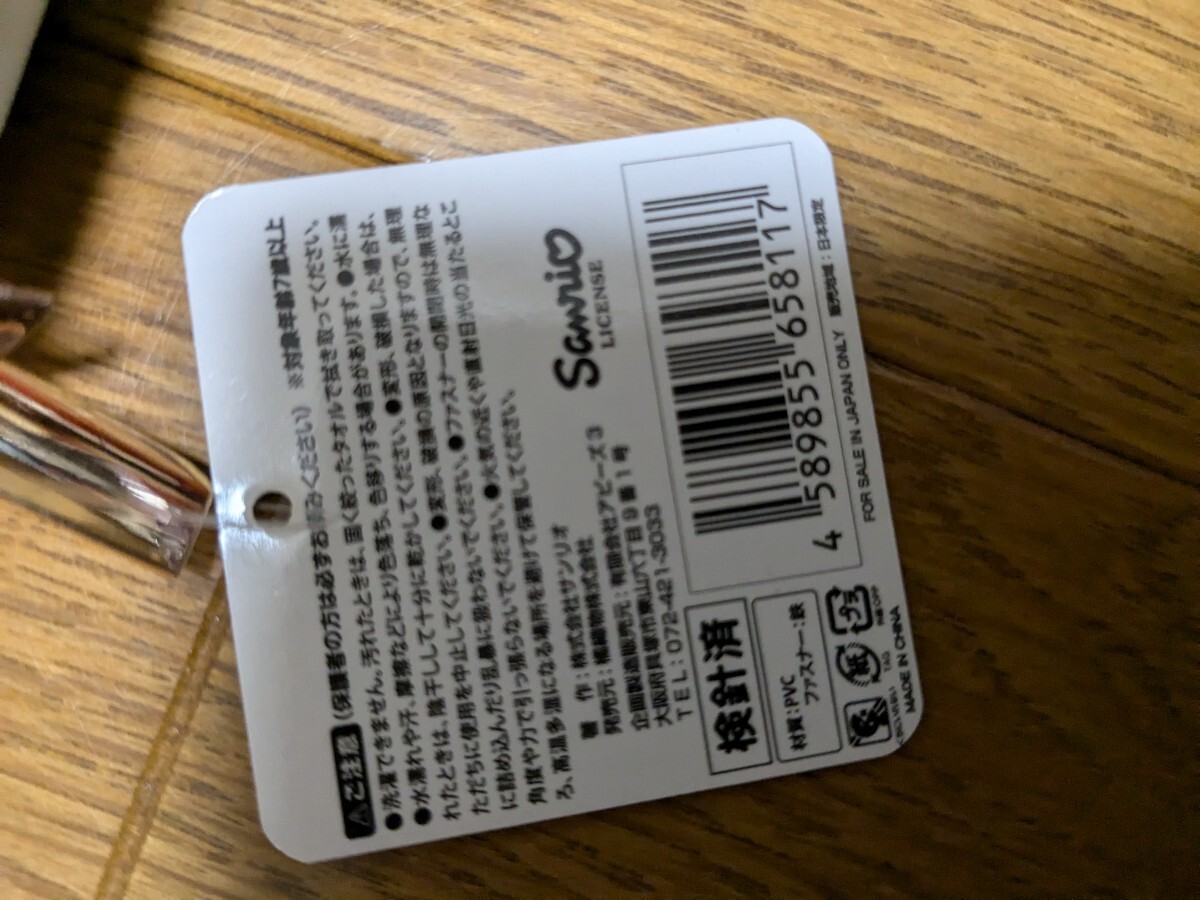 ⚠ご注意 (保護者の方は必ずお読みください) ※対象年齢7歳以上
●洗濯できません。汚れたときは、固く絞ったタオルで拭き取ってください。
●水濡れや汗、摩擦などにより色落ち、色移りする場合があります。●水に濡
れたときは、陰干しして十分に乾かしてください。●変形、破損した場合は、
ただちに使用を中止してください。●変形、破損の原因となりますので、無理
に詰め込んだり乱暴に扱わないでください。●ファスナーの開閉時は無理な
角度や力で引っ張らないでください。●火気の近くや直射日光の当たるとこ
ろ、高温多湿になる場所を避けて保管してください。
著 作:株式会社サンリオ
発売元:楠織物株式会社
企画製造販売元:有限会社アピーズ3
大阪府貝塚市東山六丁目9番1号
TEL:072-421-3033
Sanrio
LICENSE
検針済
材質:PVC
ファスナー:鉄
紙
TAG
プラ
外装:OPP
MADE IN CHINA
4 589855 658117
FOR SALE IN JAPAN ONLY 販売地域:日本限定